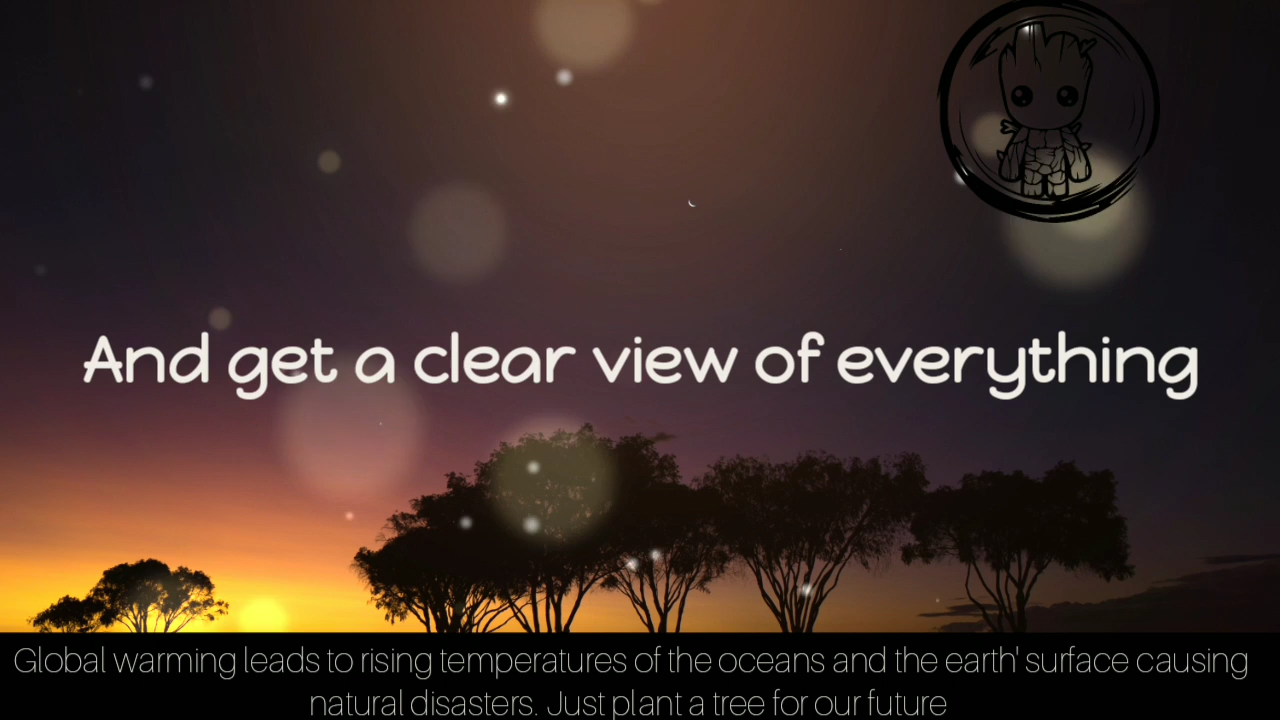 And get a clear view of everything
Global warming leads to rising temperatures of the oceans and the earth' surface causing
natural disasters. Just plant a tree for our future